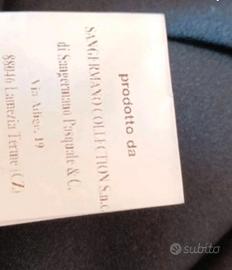 prodotto da
SANGERMANO COLLECTION S.n.c.
di Sangermano Pasquale & C.
Via Adige, 19
88046 Lamezia Terme (CZ)
subito